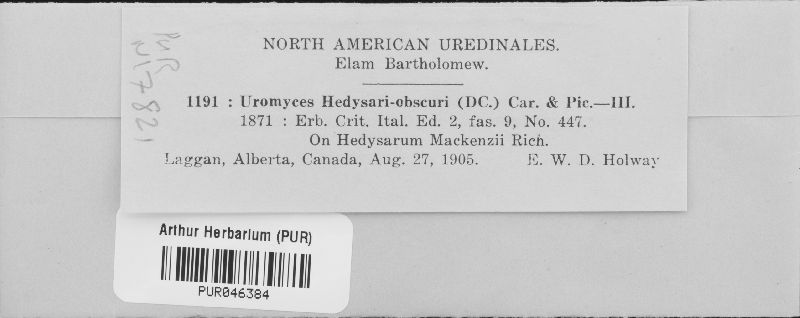 NORTH AMERICAN UREDINALES.
Elam Bartholomew.
1191 : Uromyces Hedysari-obscuri (DC.) Car. & Pic.—III.
1871 : Erb. Crit. Ital. Ed. 2, fas. 9, No. 447.
On Hedysarum Mackenzii Rich.
Laggan, Alberta, Canada, Aug. 27, 1905. E. W. D. Holway
PUR
N17821
Arthur Herbarium (PUR)
PUR046384